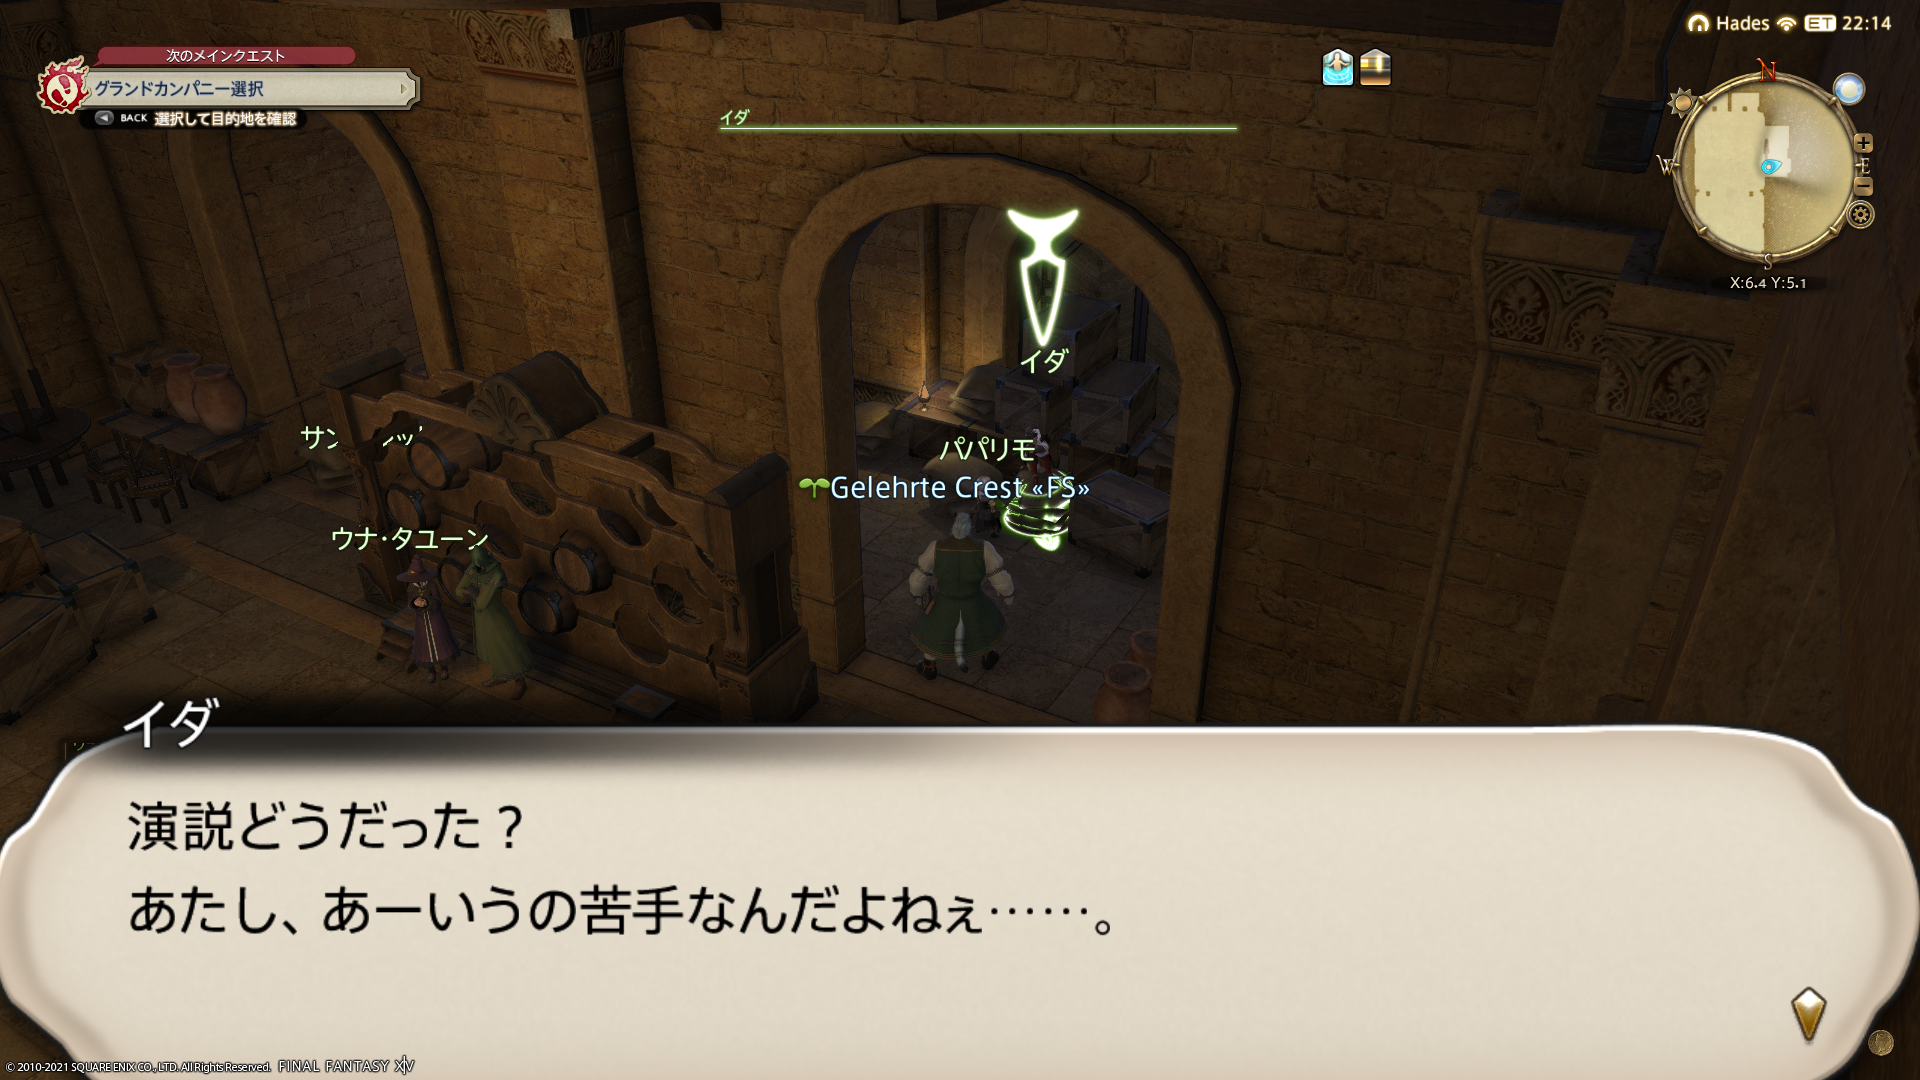 次のメインクエスト
グランドカンパニー選択
BACK 選択して目的地を確認
イダ
Hades ET 22:14
N
W
E
S
X:6.4 Y:5.1
イダ
パパリモ
Gelehrte Crest «FS»
ウナ・タユーン
イダ
演説どうだった？
あたし、あーいうの苦手なんだよねぇ……。
© 2010-2021 SQUARE ENIX CO., LTD. All Rights Reserved. FINAL FANTASY XIV